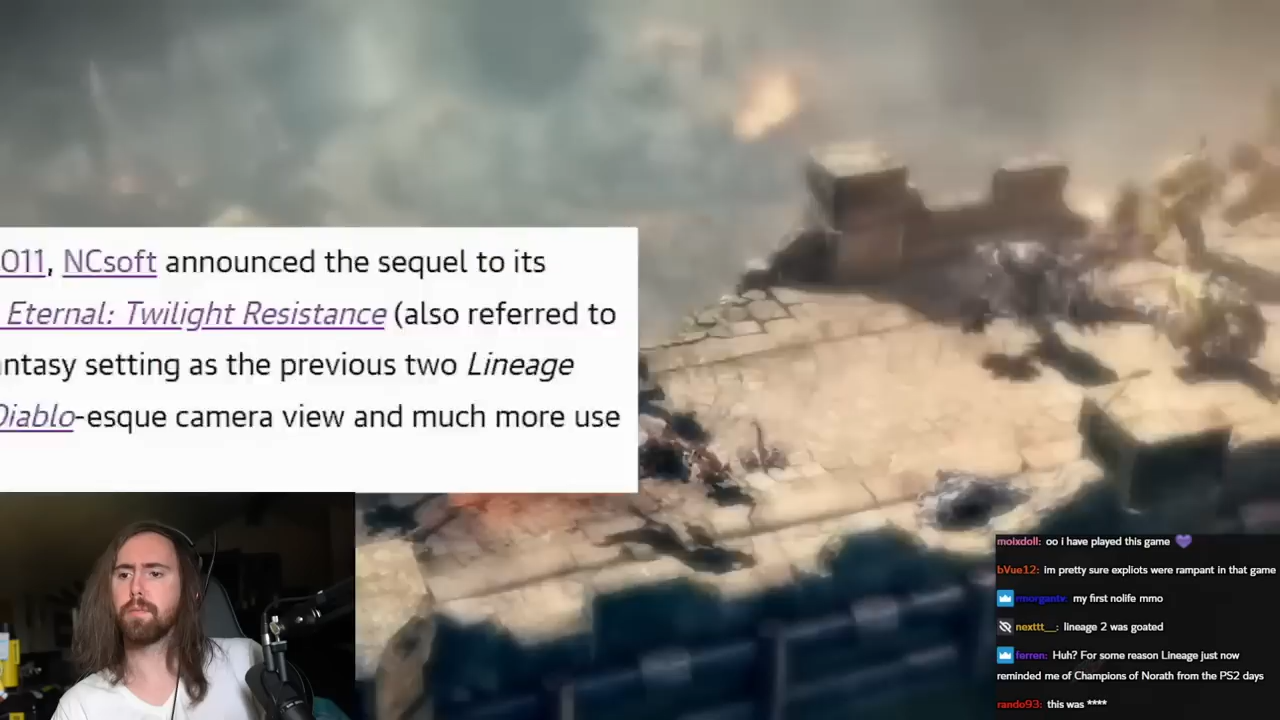 011, NCsoft announced the sequel to its
Eternal: Twilight Resistance (also referred to
ntasy setting as the previous two Lineage
Diablo-esque camera view and much more use
moixdoll: oo i have played this game
bVue12: im pretty sure expliots were rampant in that game
rmorgantv: my first nolife mmo
nexttt__: lineage 2 was goated
ferren: Huh? For some reason Lineage just now
reminded me of Champions of Norath from the PS2 days
rando93: this was ****